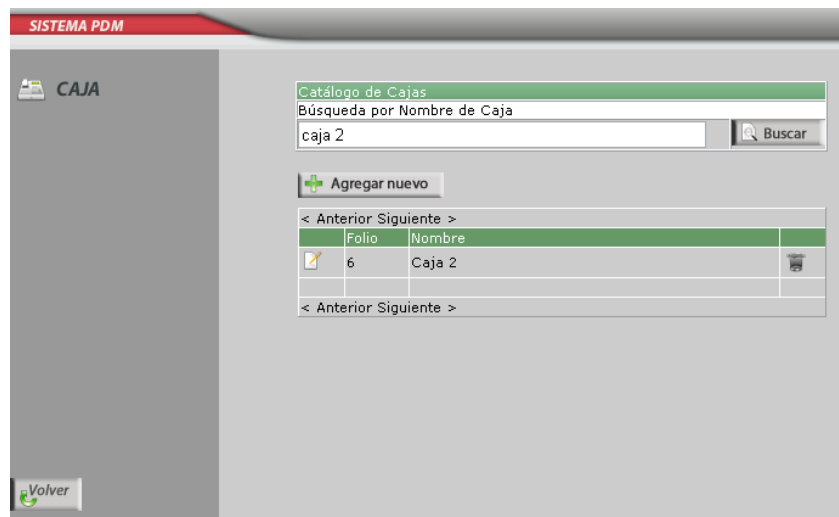 SISTEMA PDM
CAJA
Catálogo de Cajas
Búsqueda por Nombre de Caja
caja 2
Buscar
Agregar nuevo
< Anterior Siguiente >
Folio Nombre
6 Caja 2
< Anterior Siguiente >
Volver